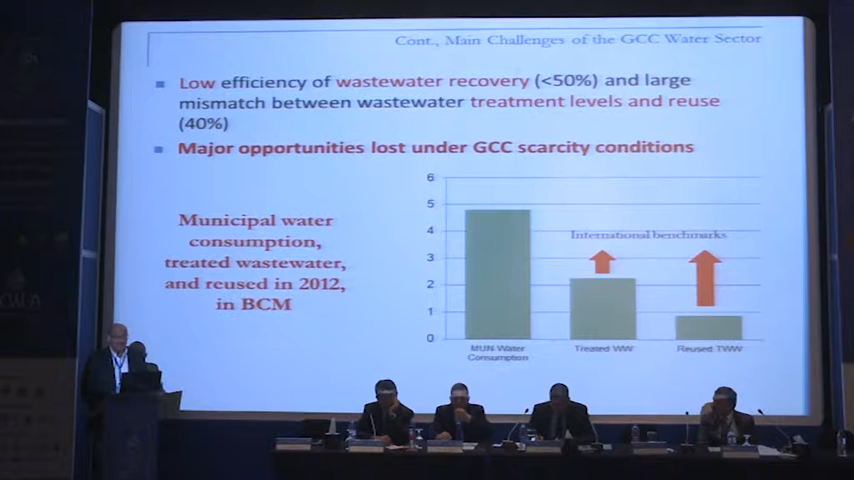 Cont., Main Challenges of the GCC Water Sector
Low efficiency of wastewater recovery (<50%) and large
mismatch between wastewater treatment levels and reuse
(40%)
Major opportunities lost under GCC scarcity conditions
Municipal water
consumption,
treated wastewater,
and reused in 2012,
in BCM
6
5
4
3
2
1
0
International benchmarks
MUN Water
Consumption
Treated WW
Reused TWW